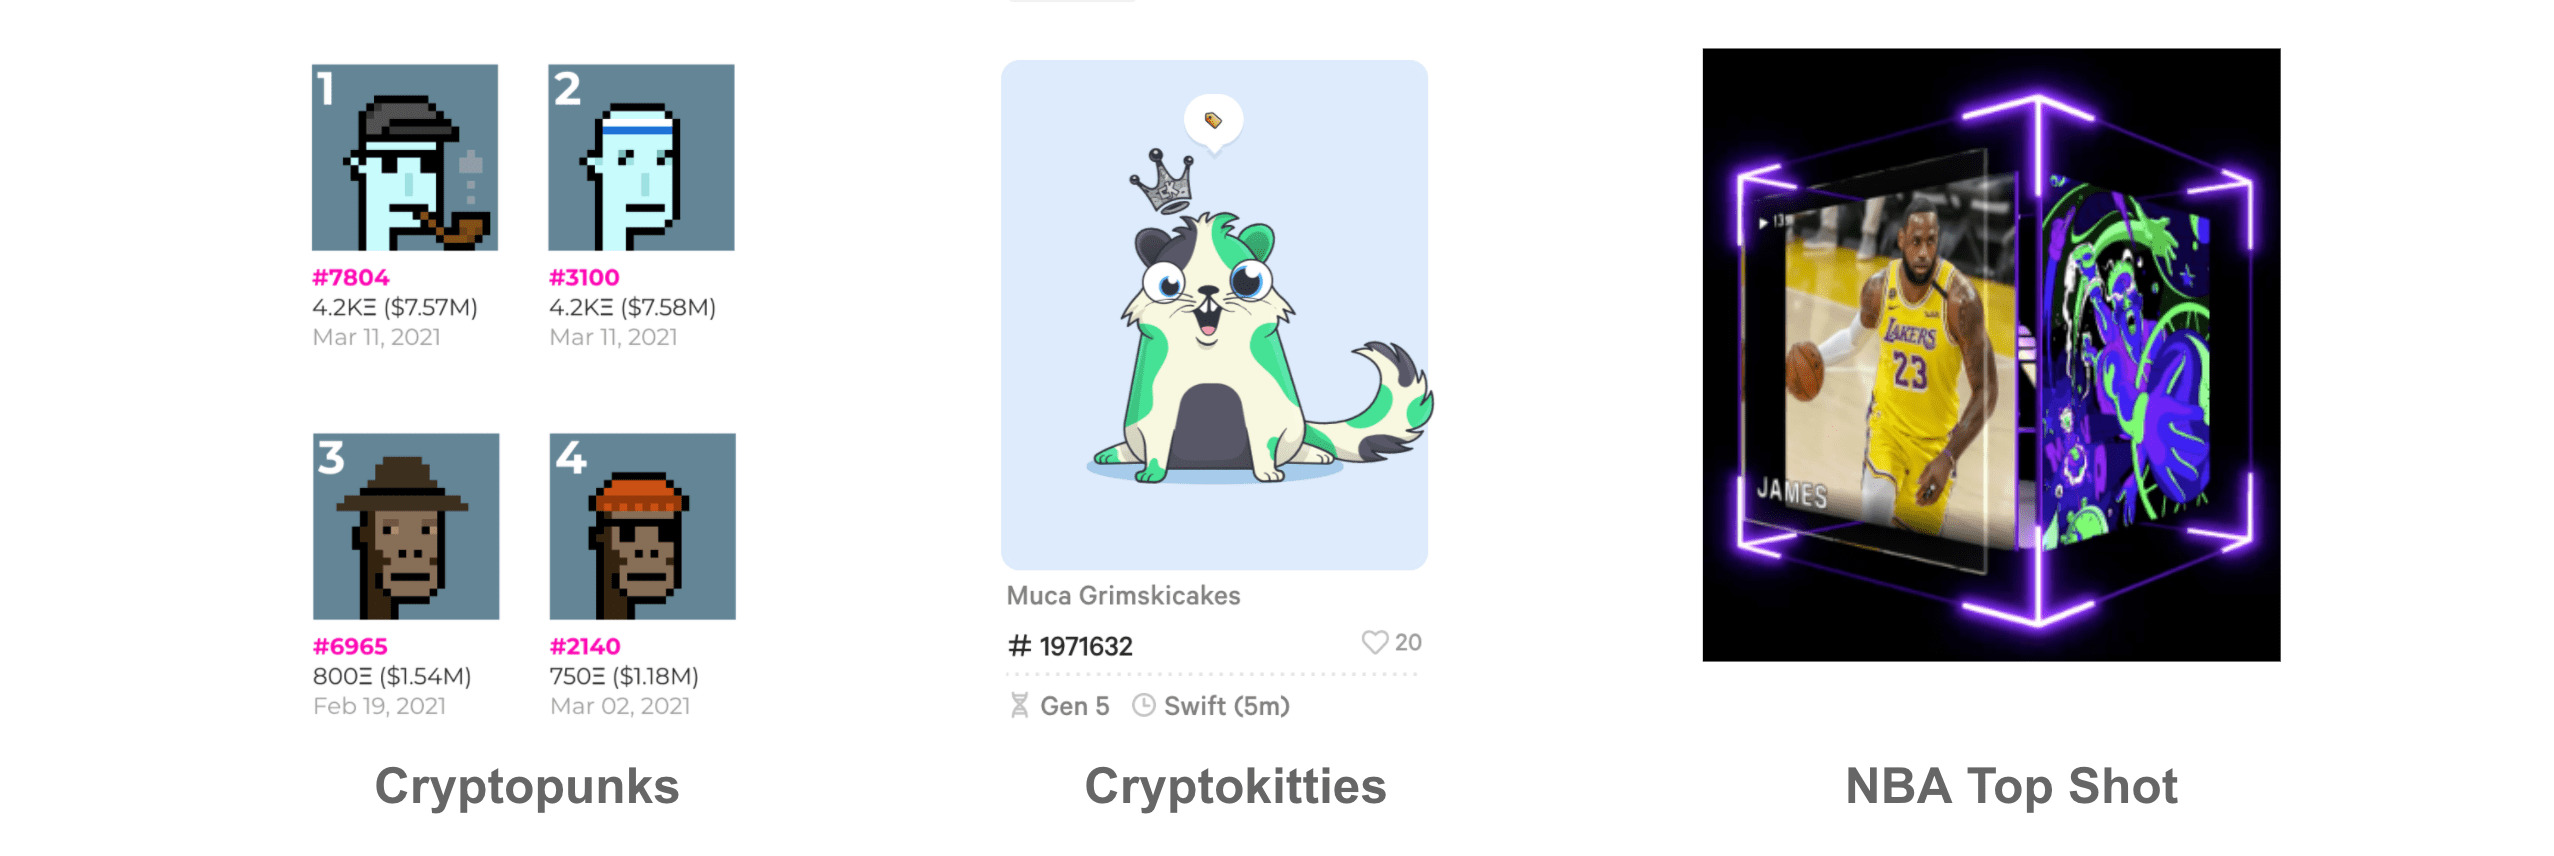 1
2
#7804
4.2KΞ ($7.57M)
Mar 11, 2021
#3100
4.2KΞ ($7.58M)
Mar 11, 2021
3
4
#6965
800Ξ ($1.54M)
Feb 19, 2021
#2140
750Ξ ($1.18M)
Mar 02, 2021
Cryptopunks
CK
Muca Grimskicakes
# 1971632
20
Gen 5
Swift (5m)
Cryptokitties
LAKERS
23
JAMES
NBA Top Shot